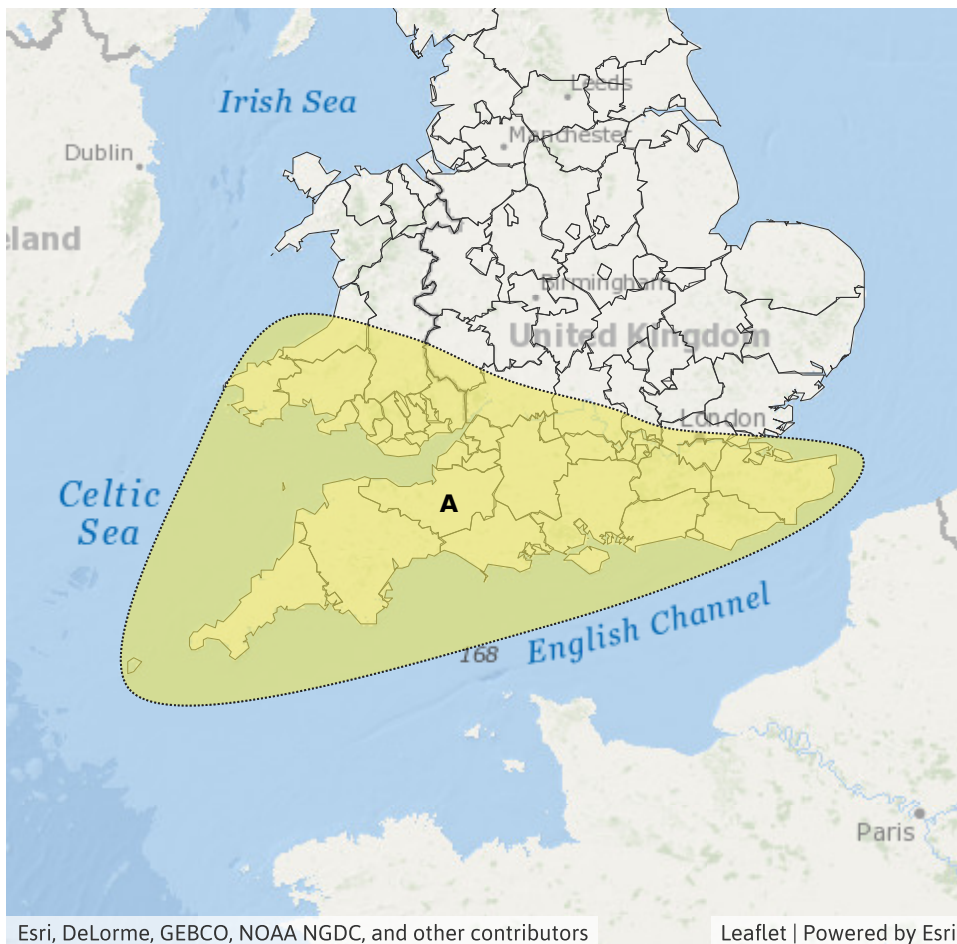 Irish Sea
Leeds
Manchester
Dublin
eland
Birmingham
United Kingdom
London
Celtic
Sea
A
English Channel
168
Paris
Esri, DeLorme, GEBCO, NOAA NGDC, and other contributors
Leaflet | Powered by Esri